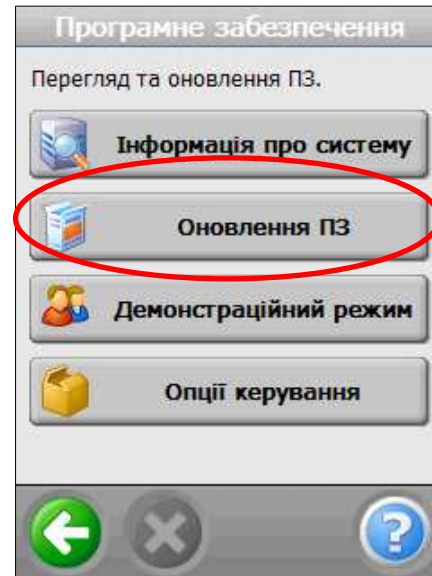 Програмне забезпечення
Перегляд та оновлення ПЗ.
Інформація про систему
Оновлення ПЗ
Демонстраційний режим
Опції керування
?